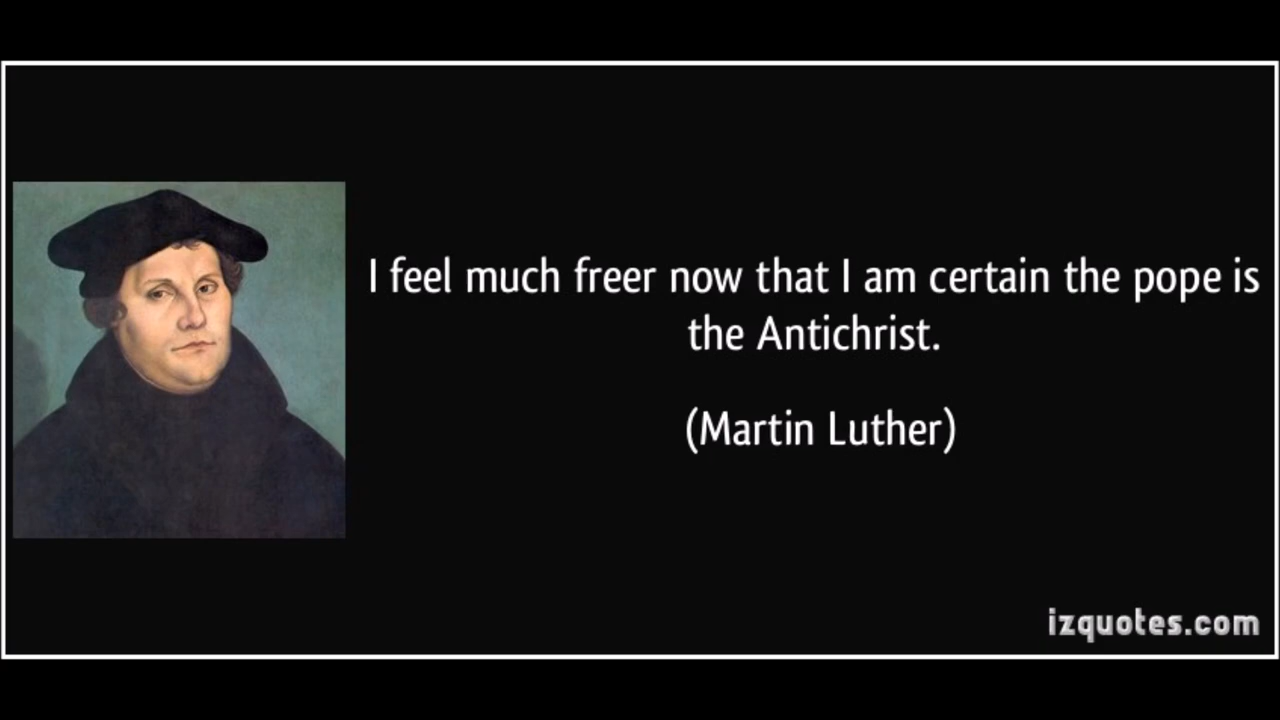 I feel much freer now that I am certain the pope is
the Antichrist.
(Martin Luther)
izquotes.com